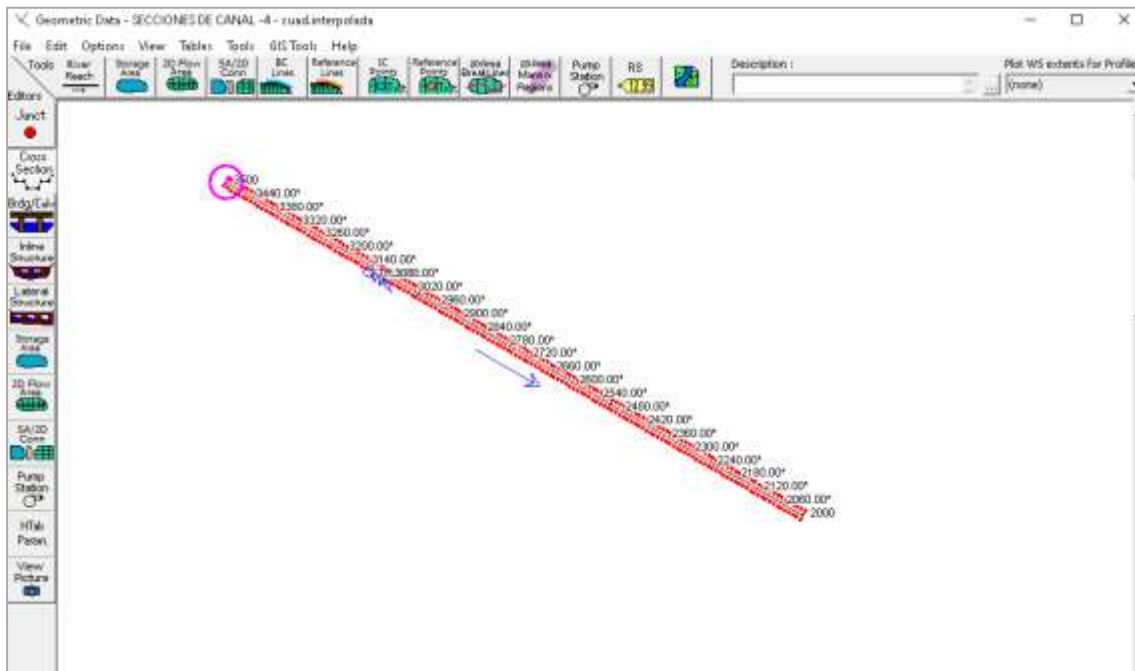 Geometric Data - SECCIONES DE CANAL -4 - cuad.interpolada
File Edit Options View Tables Tools GIS Tools Help
Tools
River Reach
Storage Area
2D Flow Area
SA/2D Conn
BC Lines
Reference Lines
IC Points
Reference Points
BreakLines
Regions
Pump Station
RS
Description :
Plot WS extents for Profile
...
(none)
Editors
Junct
Cross Section
Brdg/Culv
Inline Structure
Lateral Structure
Storage Area
2D Flow Area
SA/2D Conn
Pump Station
HTab Param
View Picture
3500
3440.00*
3380.00*
3320.00*
3260.00*
3200.00*
3140.00*
3080.00*
3020.00*
2960.00*
2900.00*
2840.00*
2780.00*
2720.00*
2660.00*
2600.00*
2540.00*
2480.00*
2420.00*
2360.00*
2300.00*
2240.00*
2180.00*
2120.00*
2060.00*
2000